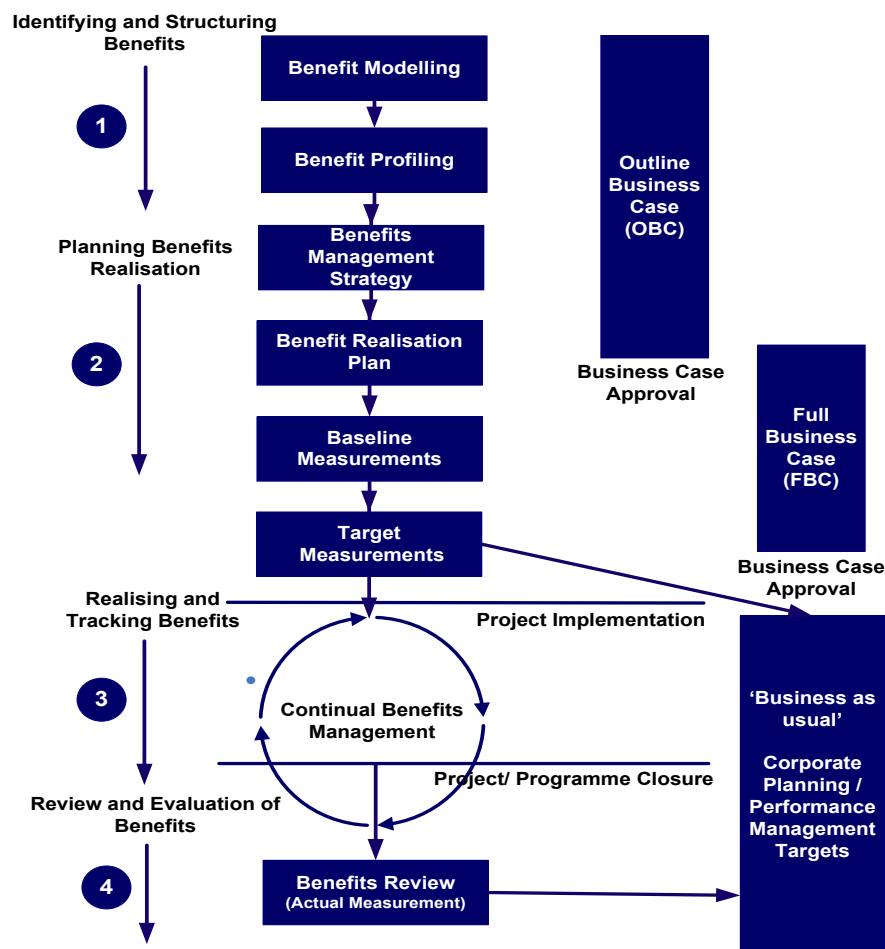 Identifying and Structuring
Benefits
1
Planning Benefits
Realisation
2
Realising and
Tracking Benefits
3
Review and Evaluation of
Benefits
4
Benefit Modelling
Benefit Profiling
Benefits
Management
Strategy
Benefit Realisation
Plan
Baseline
Measurements
Target
Measurements
Project Implementation
Continual Benefits
Management
Project/ Programme Closure
Benefits Review
(Actual Measurement)
Outline
Business
Case
(OBC)
Business Case
Approval
Full
Business
Case
(FBC)
Business Case
Approval
‘Business as
usual’
Corporate
Planning /
Performance
Management
Targets